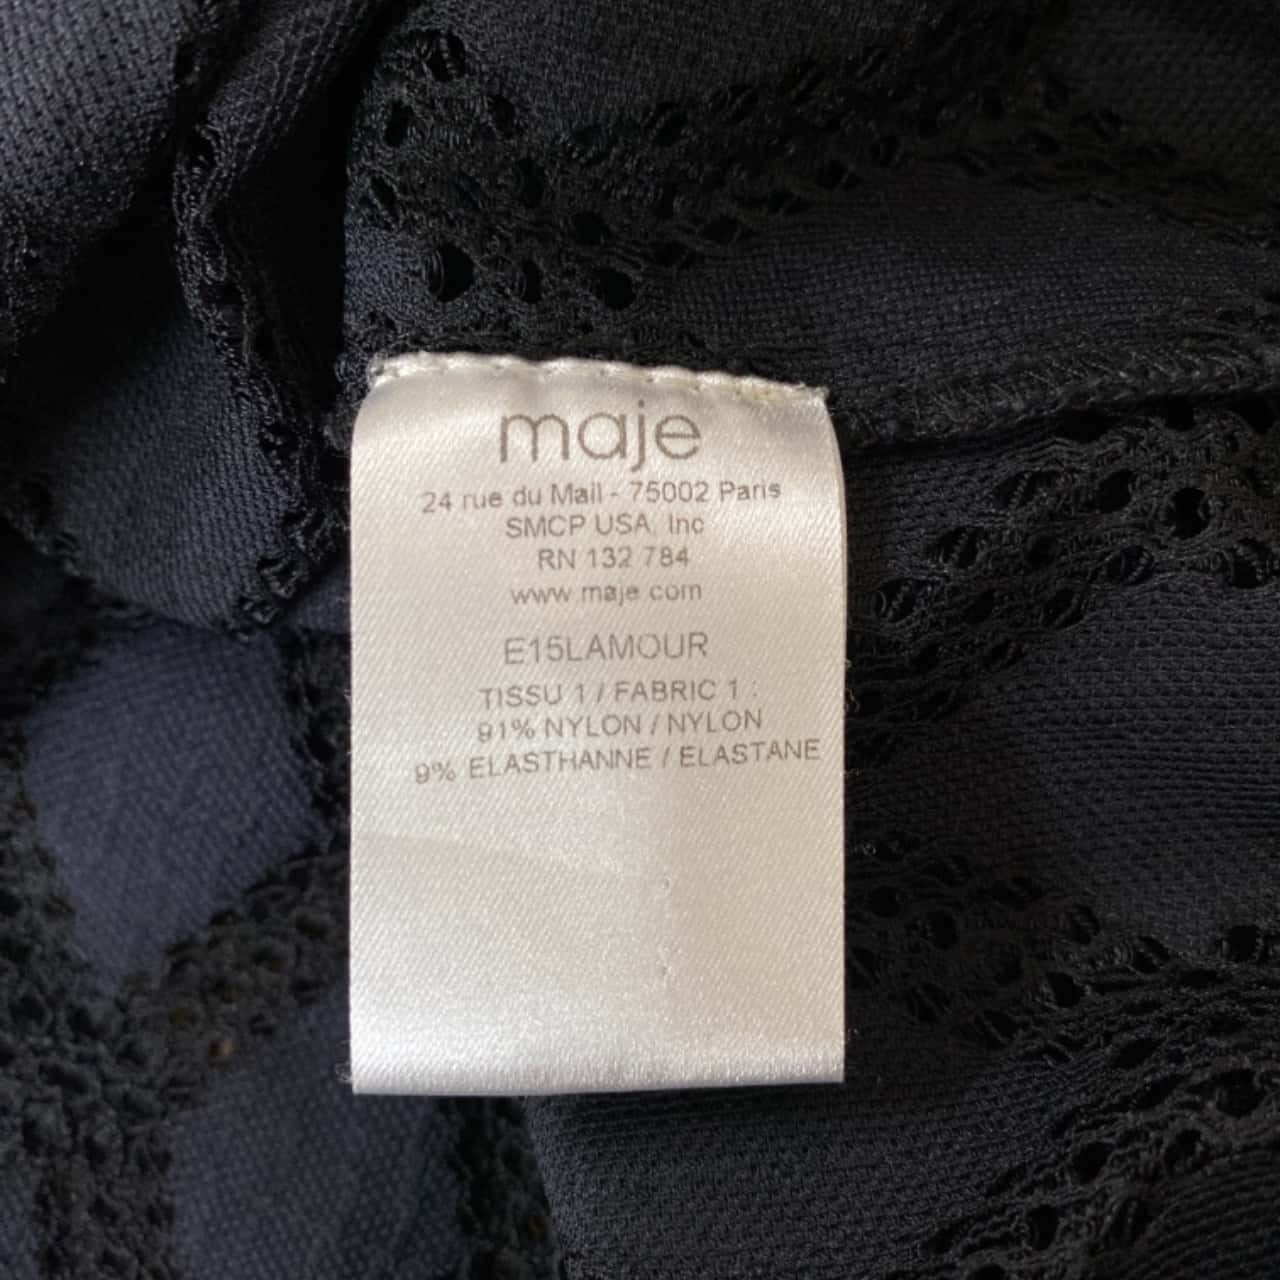 maje
24 rue du Mail - 75002 Paris
SMCP USA, Inc
RN 132 784
www maje com
E15LAMOUR
TISSU 1 / FABRIC 1 :
91% NYLON / NYLON
9% ELASTHANNE / ELASTANE